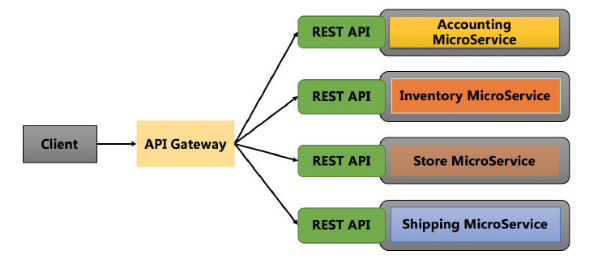 Client
API Gateway
REST API
Accounting
MicroService
REST API
Inventory MicroService
REST API
Store MicroService
REST API
Shipping MicroService